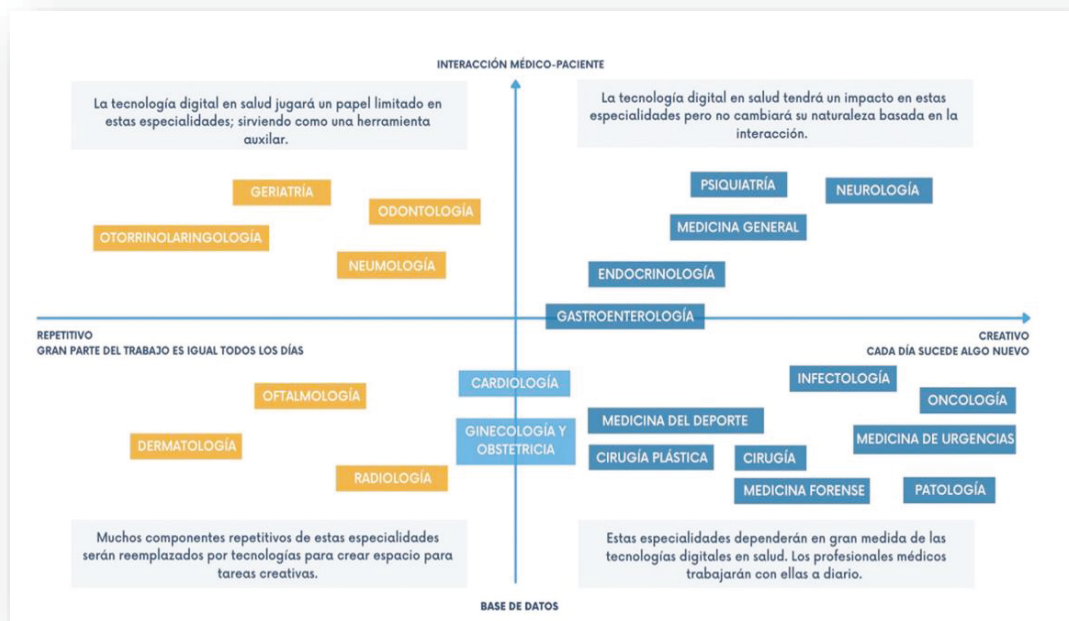 INTERACCIÓN MÉDICO-PACIENTE
La tecnología digital en salud jugará un papel limitado en
estas especialidades; sirviendo como una herramienta
auxilar.
La tecnología digital en salud tendrá un impacto en estas
especialidades pero no cambiará su naturaleza basada en la
interacción.
GERIATRÍA
ODONTOLOGÍA
OTORRINOLARINGOLOGÍA
NEUMOLOGÍA
PSIQUIATRÍA
NEUROLOGÍA
MEDICINA GENERAL
ENDOCRINOLOGÍA
GASTROENTEROLOGÍA
REPETITIVO
GRAN PARTE DEL TRABAJO ES IGUAL TODOS LOS DÍAS
CREATIVO
CADA DÍA SUCEDE ALGO NUEVO
OFTALMOLOGÍA
DERMATOLOGÍA
RADIOLOGÍA
CARDIOLOGÍA
GINECOLOGÍA Y
OBSTETRICIA
INFECTOLOGÍA
ONCOLOGÍA
MEDICINA DEL DEPORTE
MEDICINA DE URGENCIAS
CIRUGÍA PLÁSTICA
CIRUGÍA
MEDICINA FORENSE
PATOLOGÍA
Muchos componentes repetitivos de estas especialidades
serán reemplazados por tecnologías para crear espacio para
tareas creativas.
Estas especialidades dependerán en gran medida de las
tecnologías digitales en salud. Los profesionales médicos
trabajarán con ellas a diario.
BASE DE DATOS